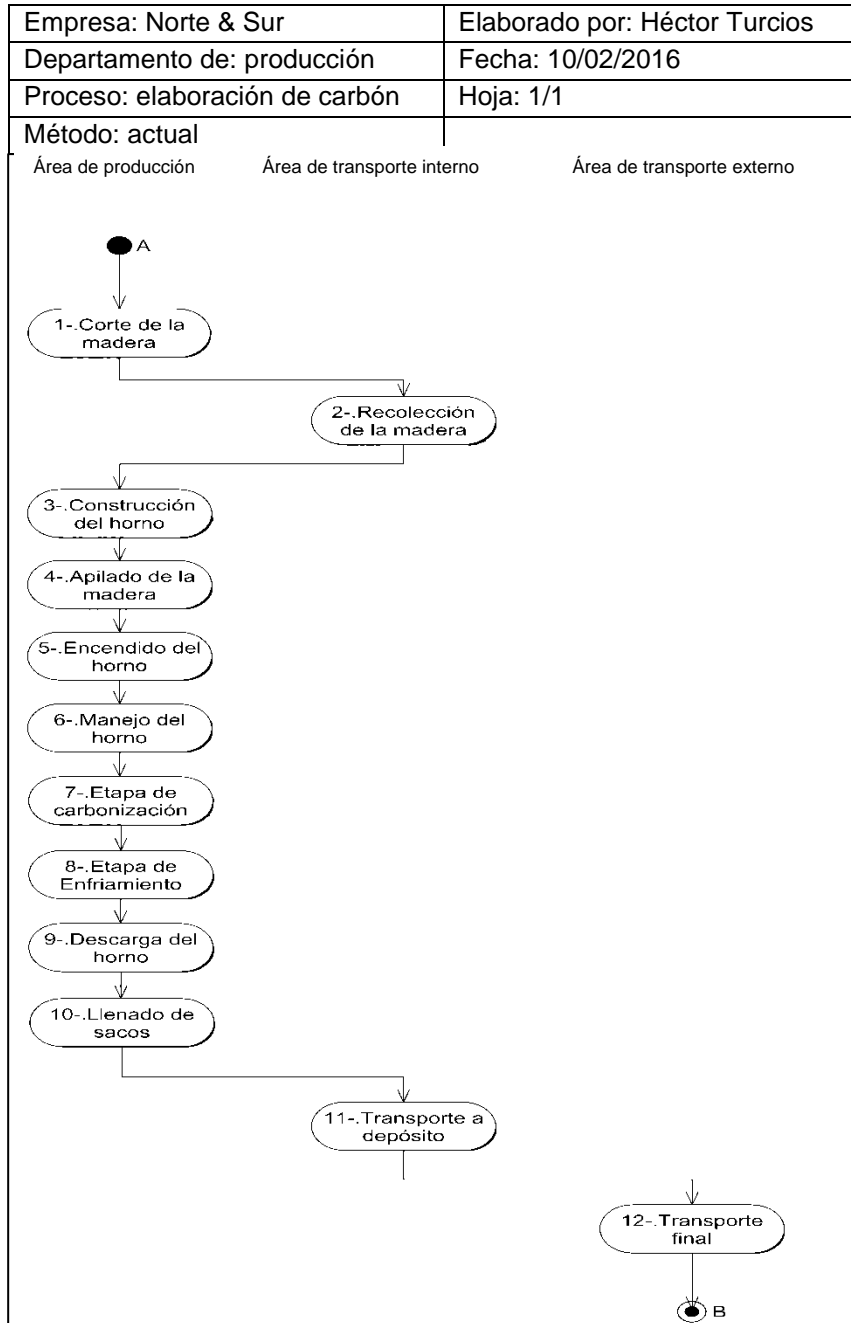 Empresa: Norte & Sur
Elaborado por: Héctor Turcios
Departamento de: producción
Fecha: 10/02/2016
Proceso: elaboración de carbón
Hoja: 1/1
Método: actual
Área de producción
Área de transporte interno
Área de transporte externo
A
1-.Corte de la
madera
2-.Recolección
de la madera
3-.Construcción
del horno
4-.Apilado de la
madera
5-.Encendido del
horno
6-.Manejo del
horno
7-.Etapa de
carbonización
8-.Etapa de
Enfriamiento
9-.Descarga del
horno
10-.Llenado de
sacos
11-.Transporte a
depósito
12-.Transporte
final
B